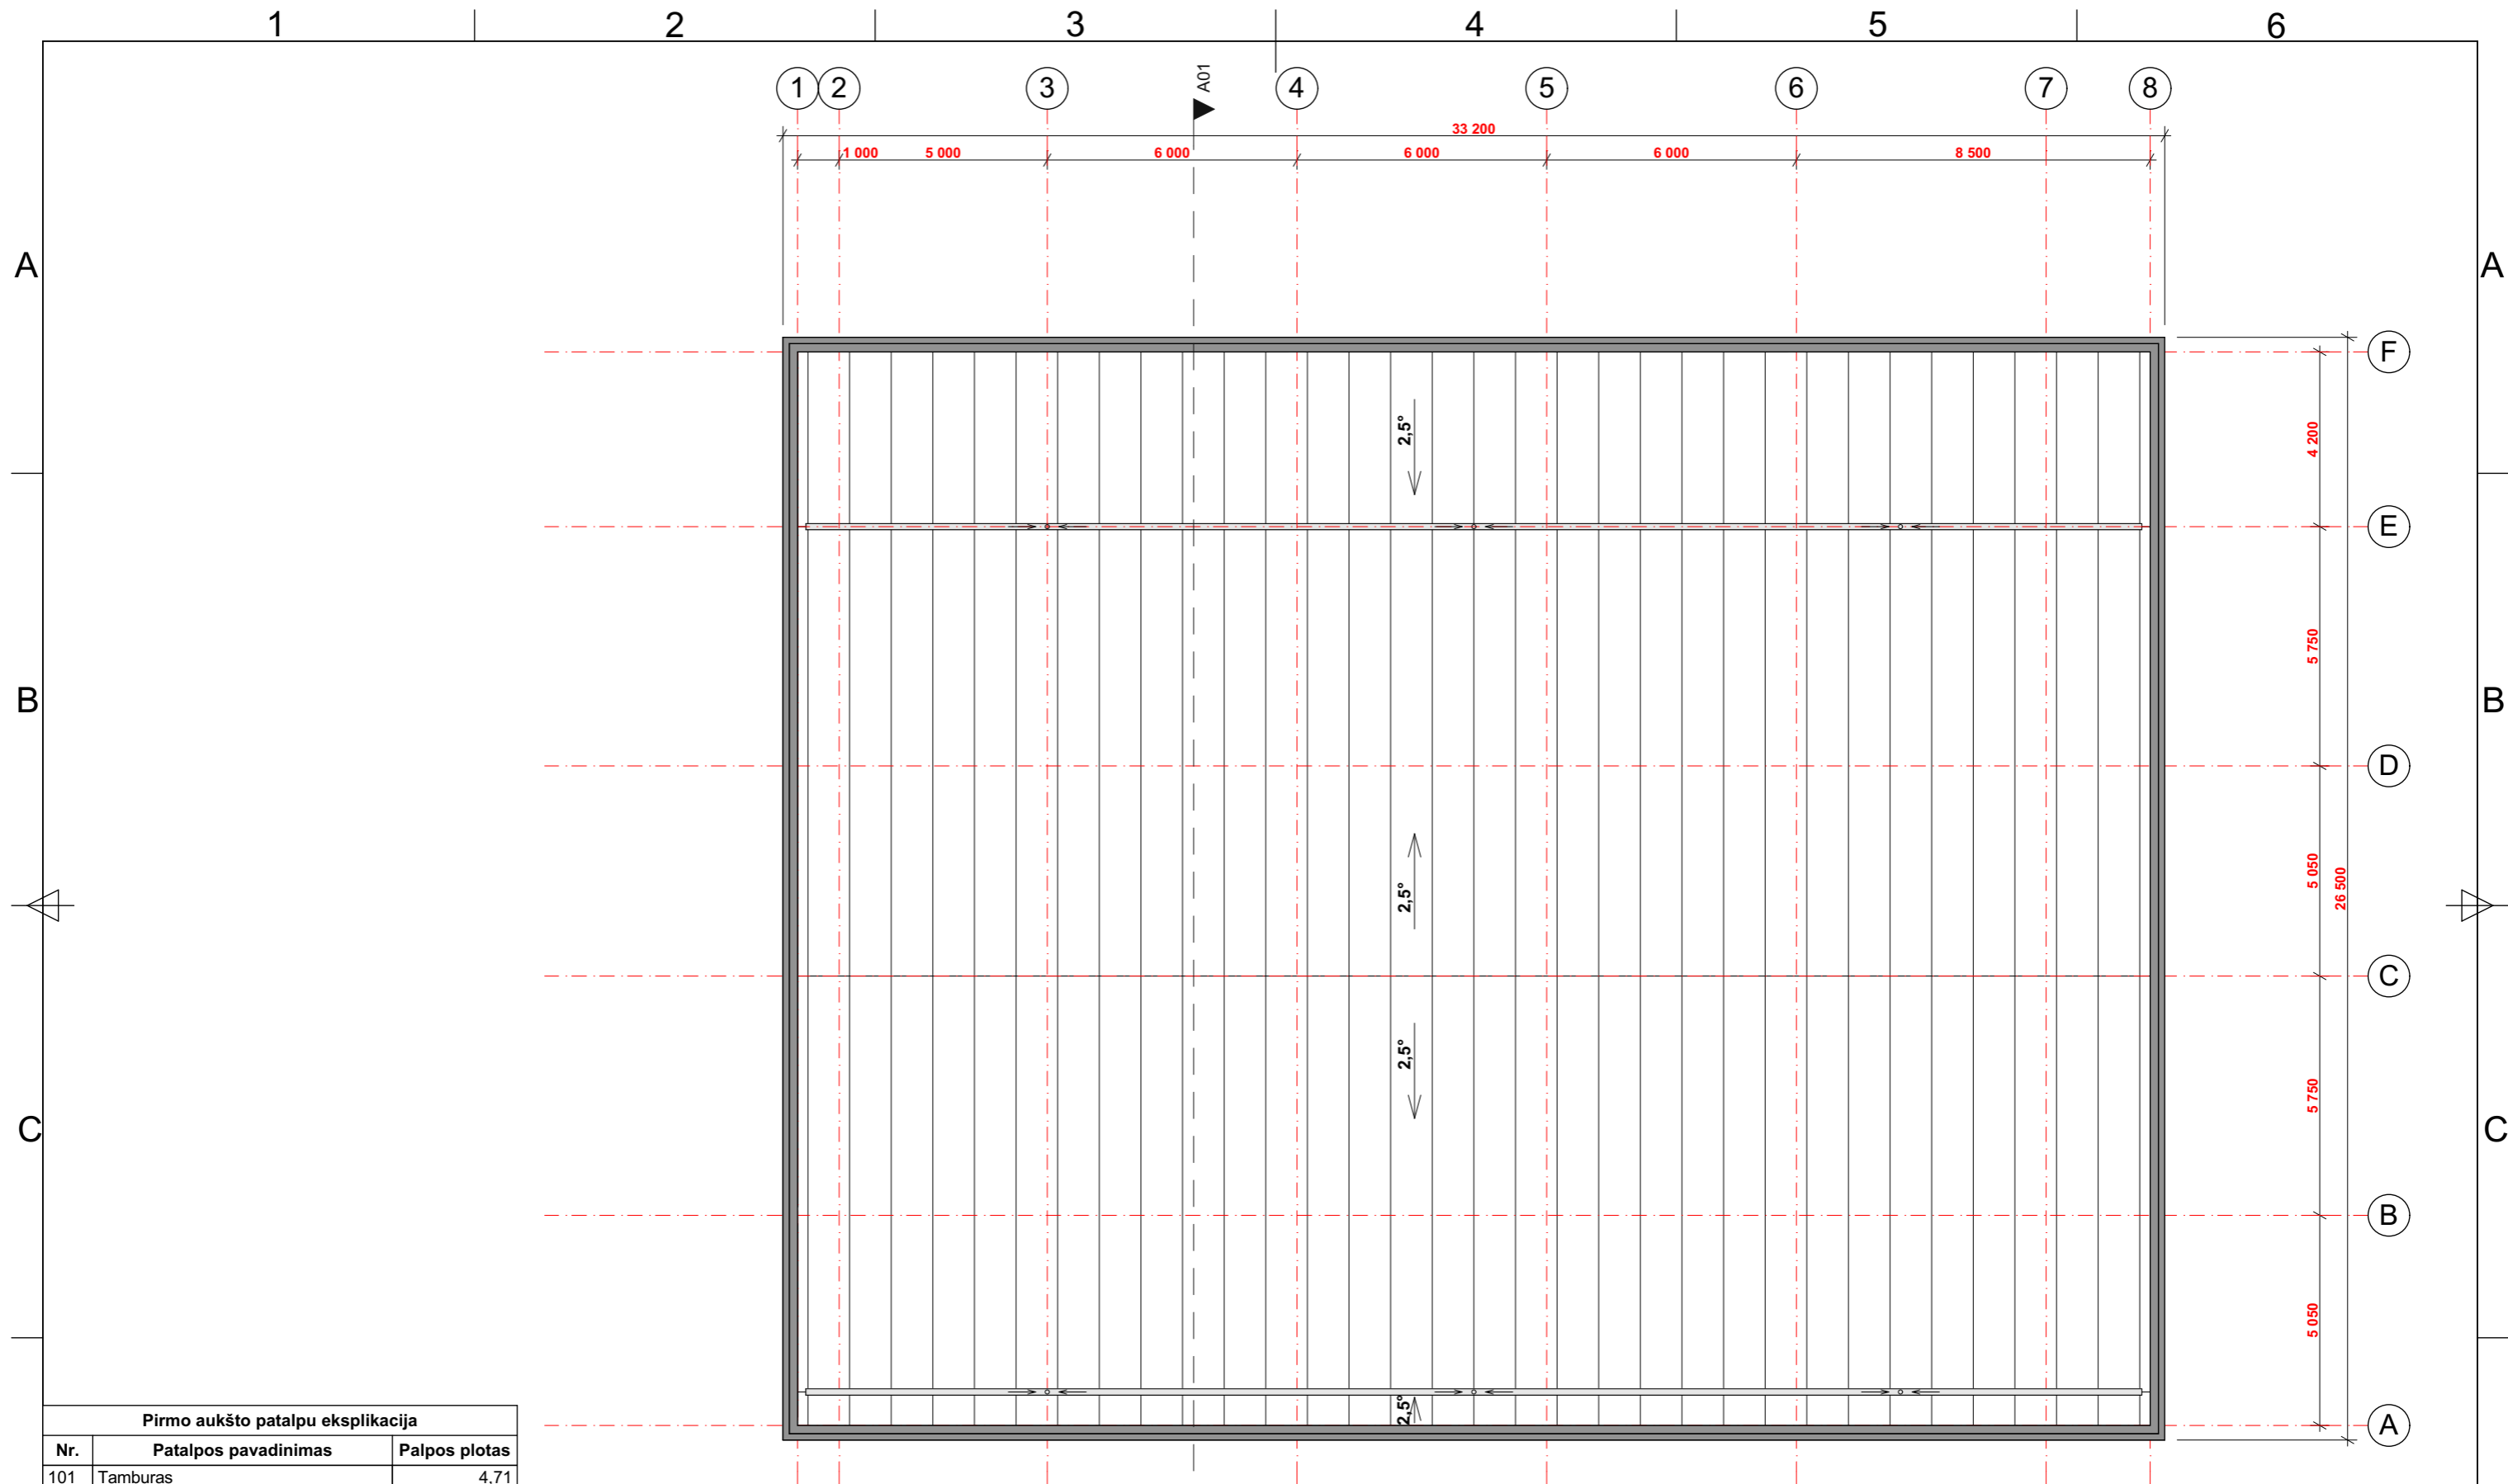 1 2 3 4 5 6
1 2 3 A01 4 5 6 7 8
33 200
1 000 5 000 6 000 6 000 6 000 8 500
A A
F
2,5°
4 200
E
5 750
B B
D
2,5°
5 050
26 500
C
2,5°
5 750
C C
B
5 050
2,5°
A
Pirmo aukšto patalpu eksplikacija
Nr. Patalpos pavadinimas Palpos plotas
101 Tamburas 4,71